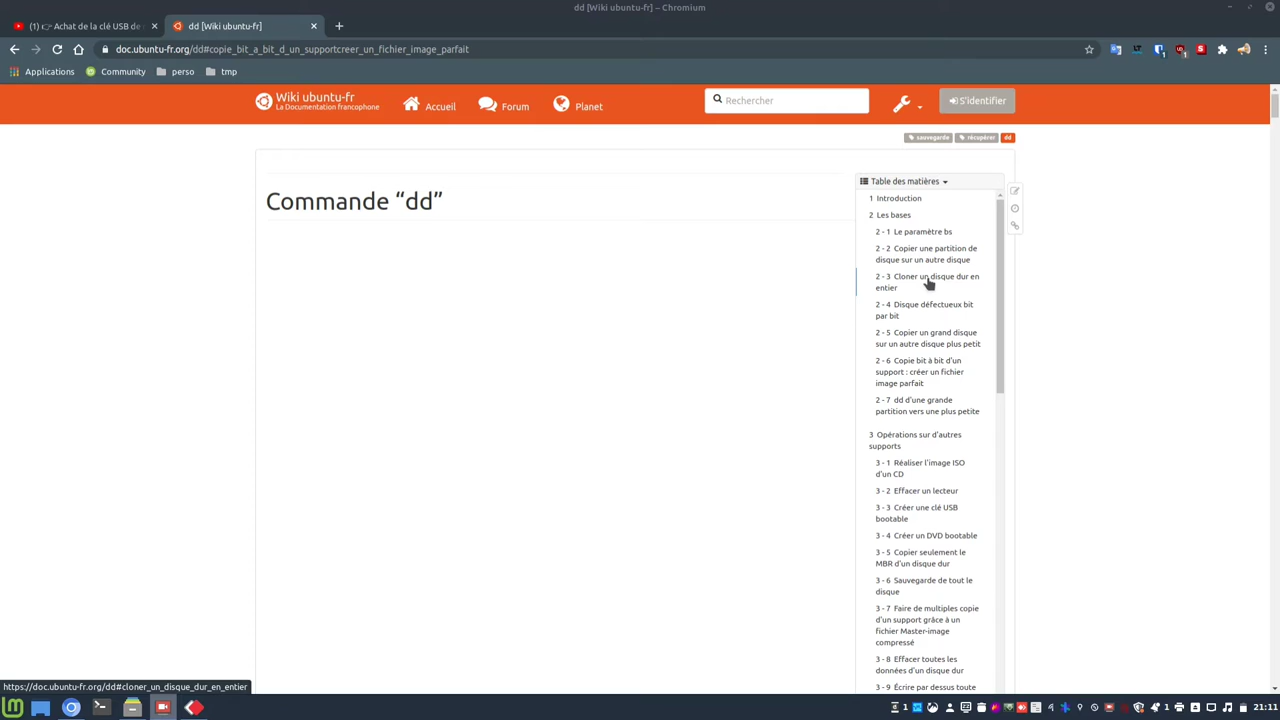 dd [Wiki ubuntu-fr] – Chromium
(1) 👉 Achat de la clé USB de
dd [Wiki ubuntu-fr]
doc.ubuntu-fr.org/dd#copie_bit_a_bit_d_un_supportcreer_un_fichier_image_parfait
Applications
Community
perso
tmp
Wiki ubuntu-fr
La Documentation francophone
Accueil
Forum
Planet
Rechercher
S'identifier
sauvegarde
récupérer
dd
Commande “dd”
Table des matières
1 Introduction
2 Les bases
2 - 1 Le paramètre bs
2 - 2 Copier une partition de
disque sur un autre disque
2 - 3 Cloner un disque dur en
entier
2 - 4 Disque défectueux bit
par bit
2 - 5 Copier un grand disque
sur un autre disque plus petit
2 - 6 Copie bit à bit d'un
support : créer un fichier
image parfait
2 - 7 dd d'une grande
partition vers une plus petite
3 Opérations sur d'autres
supports
3 - 1 Réaliser l'image ISO
d'un CD
3 - 2 Effacer un lecteur
3 - 3 Créer une clé USB
bootable
3 - 4 Créer un DVD bootable
3 - 5 Copier seulement le
MBR d'un disque dur
3 - 6 Sauvegarde de tout le
disque
3 - 7 Faire de multiples copie
d'un support grâce à un
fichier Master-image
compressé
3 - 8 Effacer toutes les
données d'un disque dur
3 - 9 Écrire par dessus toute
https://doc.ubuntu-fr.org/dd#cloner_un_disque_dur_en_entier
21:11